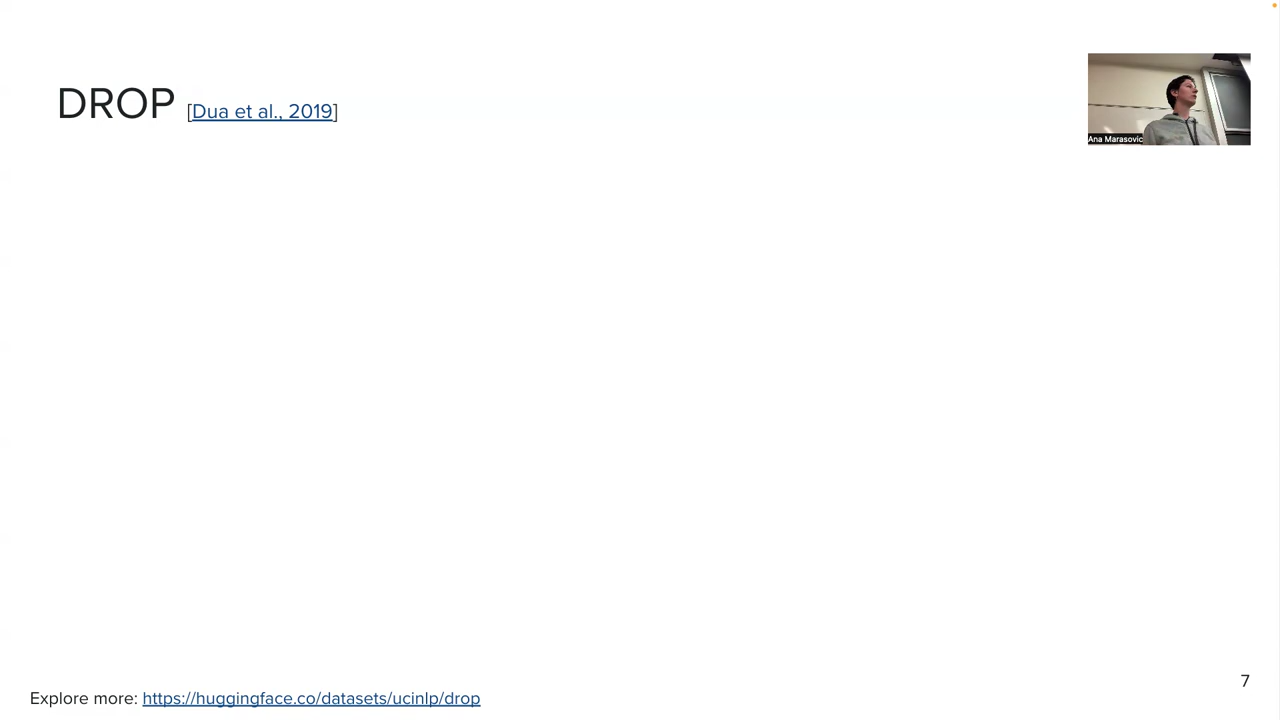 DROP [Dua et al., 2019]
Ana Marasovic
7
Explore more: https://huggingface.co/datasets/ucinlp/drop